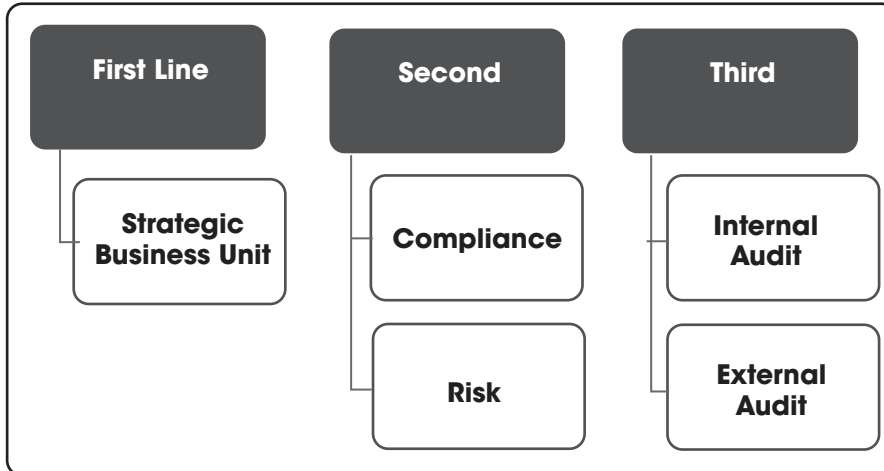 First Line
Strategic
Business Unit
Second
Compliance
Risk
Third
Internal
Audit
External
Audit